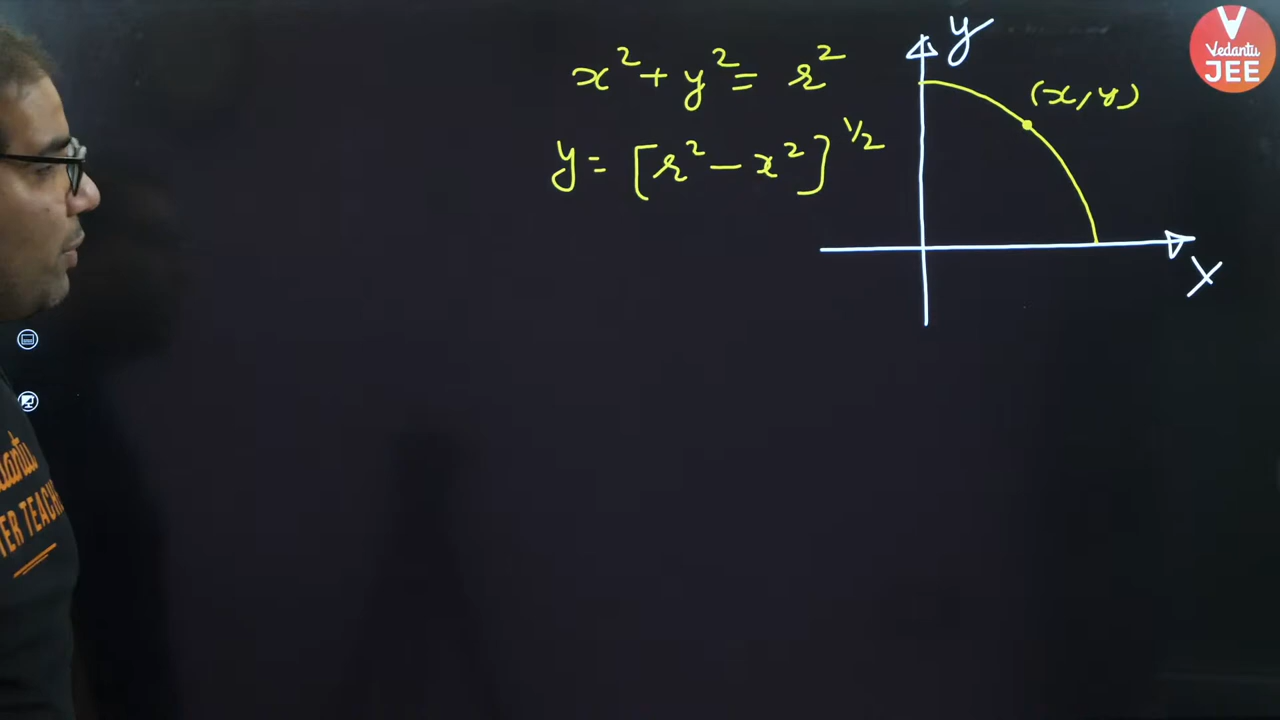 x² + y² = r²
y = [r² - x²]^1/2
y
(x, y)
X
Vedantu
JEE